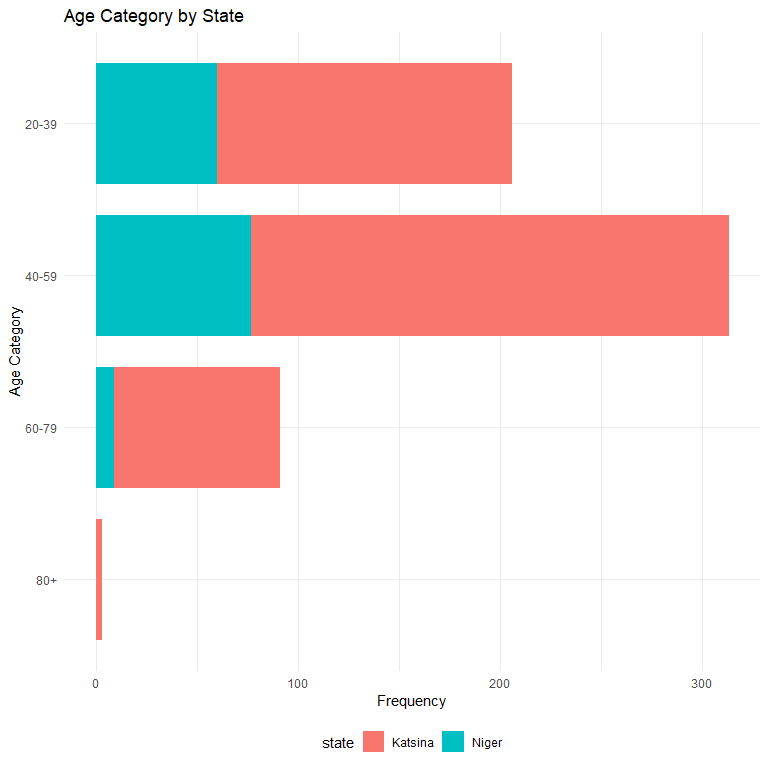 Age Category by State
20-39
40-59
60-79
80+
Age Category
0 100 200 300
Frequency
state Katsina Niger